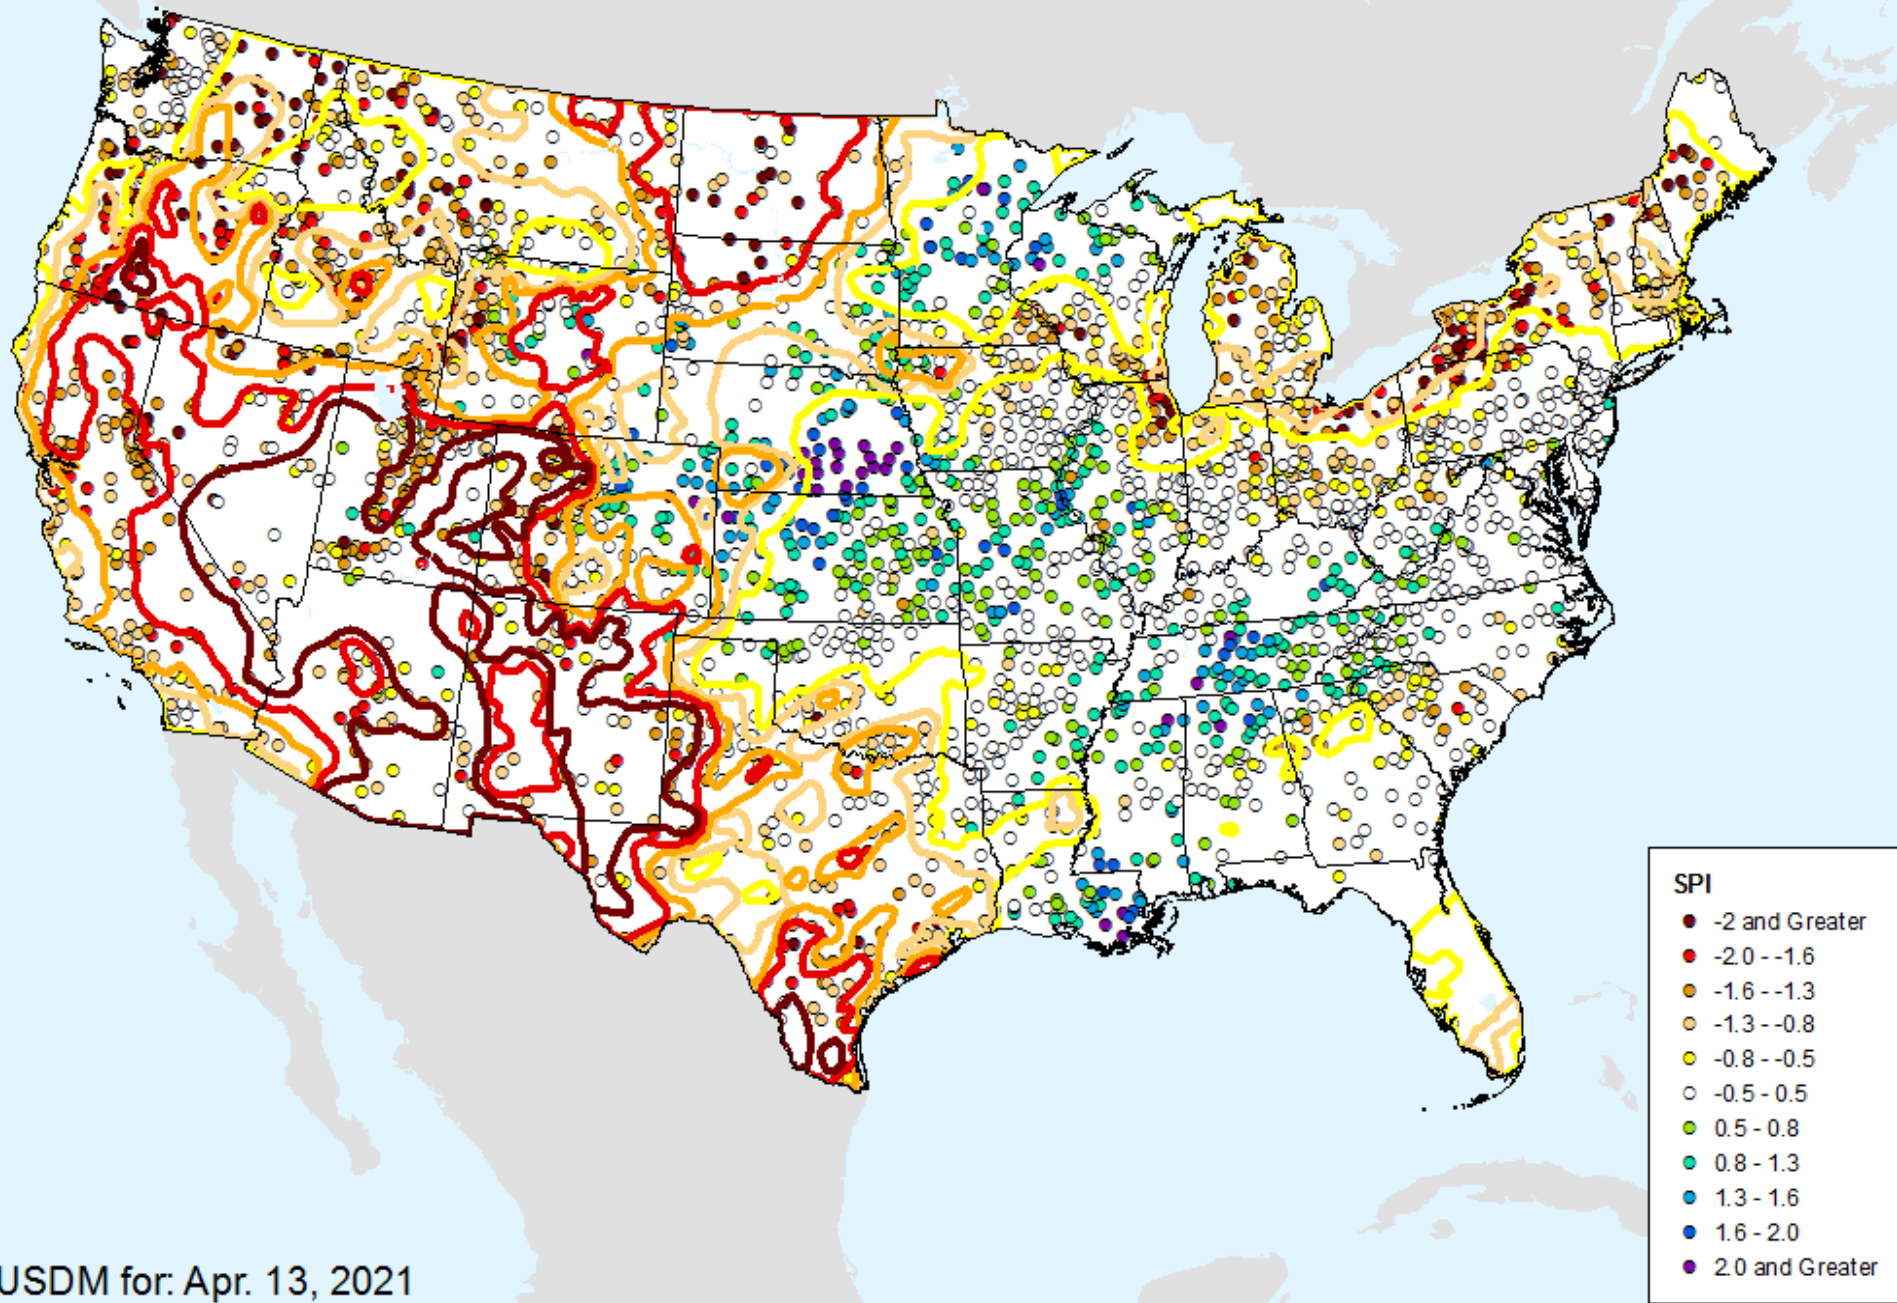 SPI
-2 and Greater
-2.0 - -1.6
-1.6 - -1.3
-1.3 - -0.8
-0.8 - -0.5
-0.5 - 0.5
0.5 - 0.8
0.8 - 1.3
1.3 - 1.6
1.6 - 2.0
2.0 and Greater
USDM for: Apr. 13, 2021